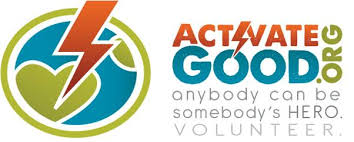 ACTIVATE
GOOD.ORG
anybody can be
somebody's HERO.
VOLUNTEER.